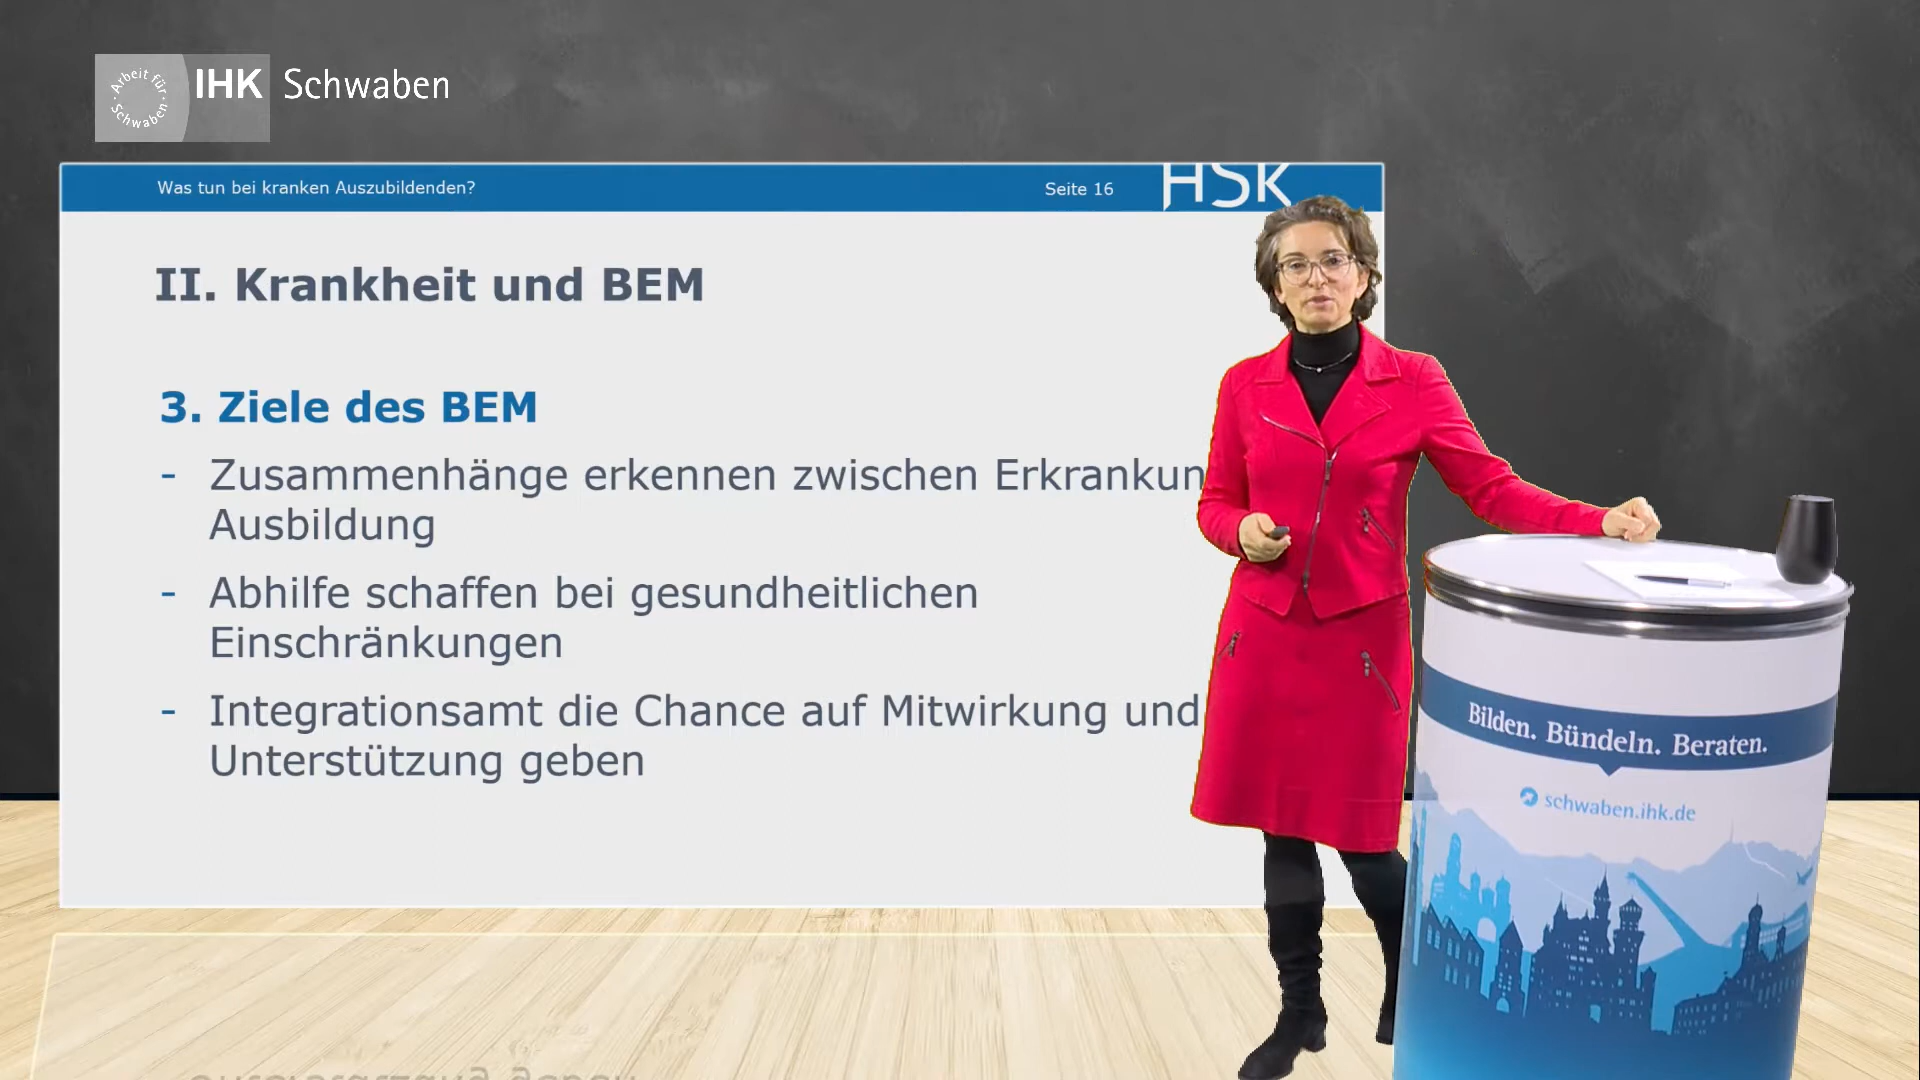 Arbeit für
Schwaben
IHK Schwaben
Was tun bei kranken Auszubildenden?
Seite 16
HSK
II. Krankheit und BEM
3. Ziele des BEM
- Zusammenhänge erkennen zwischen
Ausbildung
- Abhilfe schaffen bei gesundheitlichen
Einschränkungen
- Integrationsamt die Chance auf Mitwirkung und
Unterstützung geben
Bilden. Bündeln. Beraten.
schwaben.ihk.de